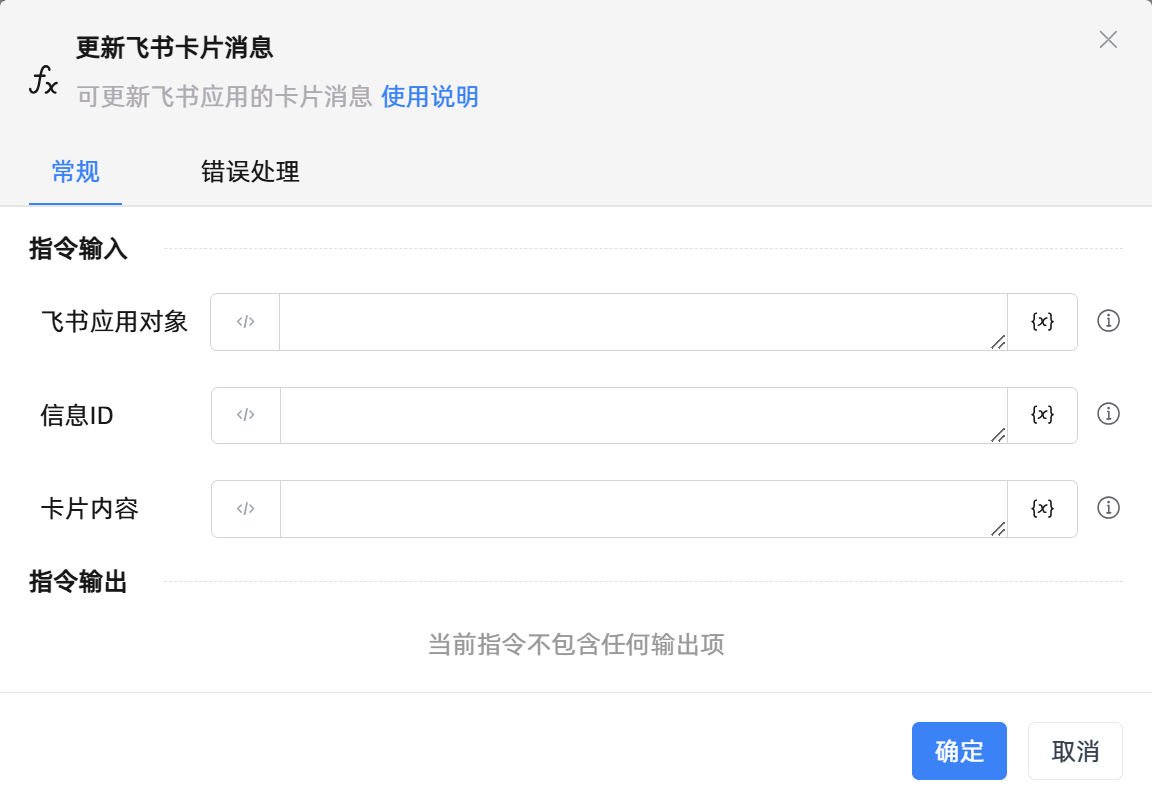 更新飞书卡片消息
fx
可更新飞书应用的卡片消息 使用说明
常规 错误处理
指令输入
飞书应用对象 </> {x}
信息ID </> {x}
卡片内容 </> {x}
指令输出
当前指令不包含任何输出项
确定 取消